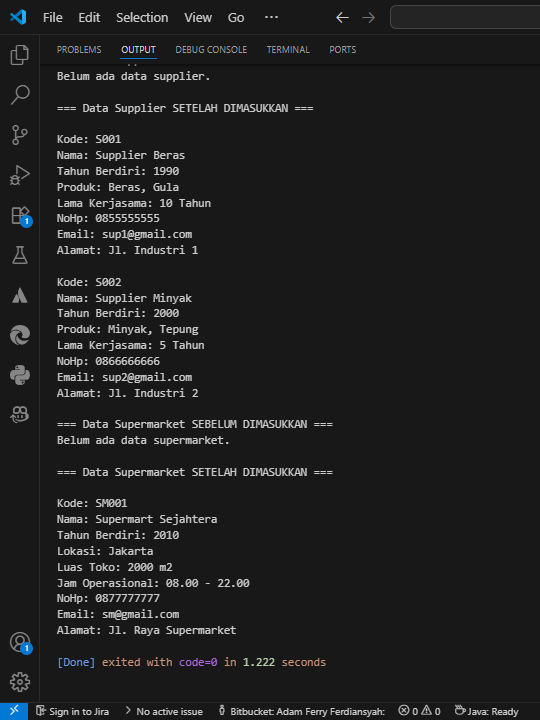 File Edit Selection View Go ···
PROBLEMS OUTPUT DEBUG CONSOLE TERMINAL PORTS
Belum ada data supplier.
=== Data Supplier SETELAH DIMASUKKAN ===
Kode: S001
Nama: Supplier Beras
Tahun Berdiri: 1990
Produk: Beras, Gula
Lama Kerjasama: 10 Tahun
NoHp: 0855555555
Email: sup1@gmail.com
Alamat: Jl. Industri 1
Kode: S002
Nama: Supplier Minyak
Tahun Berdiri: 2000
Produk: Minyak, Tepung
Lama Kerjasama: 5 Tahun
NoHp: 0866666666
Email: sup2@gmail.com
Alamat: Jl. Industri 2
=== Data Supermarket SEBELUM DIMASUKKAN ===
Belum ada data supermarket.
=== Data Supermarket SETELAH DIMASUKKAN ===
Kode: SM001
Nama: Supermart Sejahtera
Tahun Berdiri: 2010
Lokasi: Jakarta
Luas Toko: 2000 m2
Jam Operasional: 08.00 - 22.00
NoHp: 0877777777
Email: sm@gmail.com
Alamat: Jl. Raya Supermarket
[Done] exited with code=0 in 1.222 seconds
1
1
Sign in to Jira No active issue Bitbucket: Adam Ferry Ferdiansyah: 0 0 Java: Ready